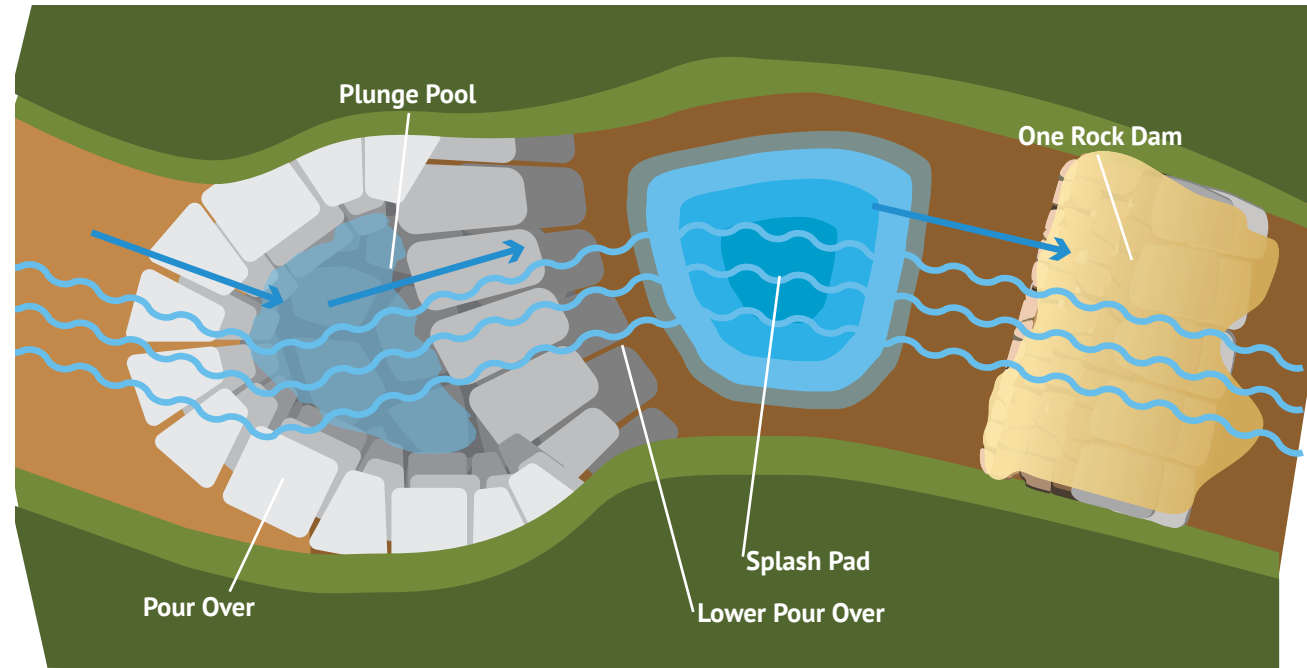 Plunge Pool
One Rock Dam
Splash Pad
Pour Over
Lower Pour Over